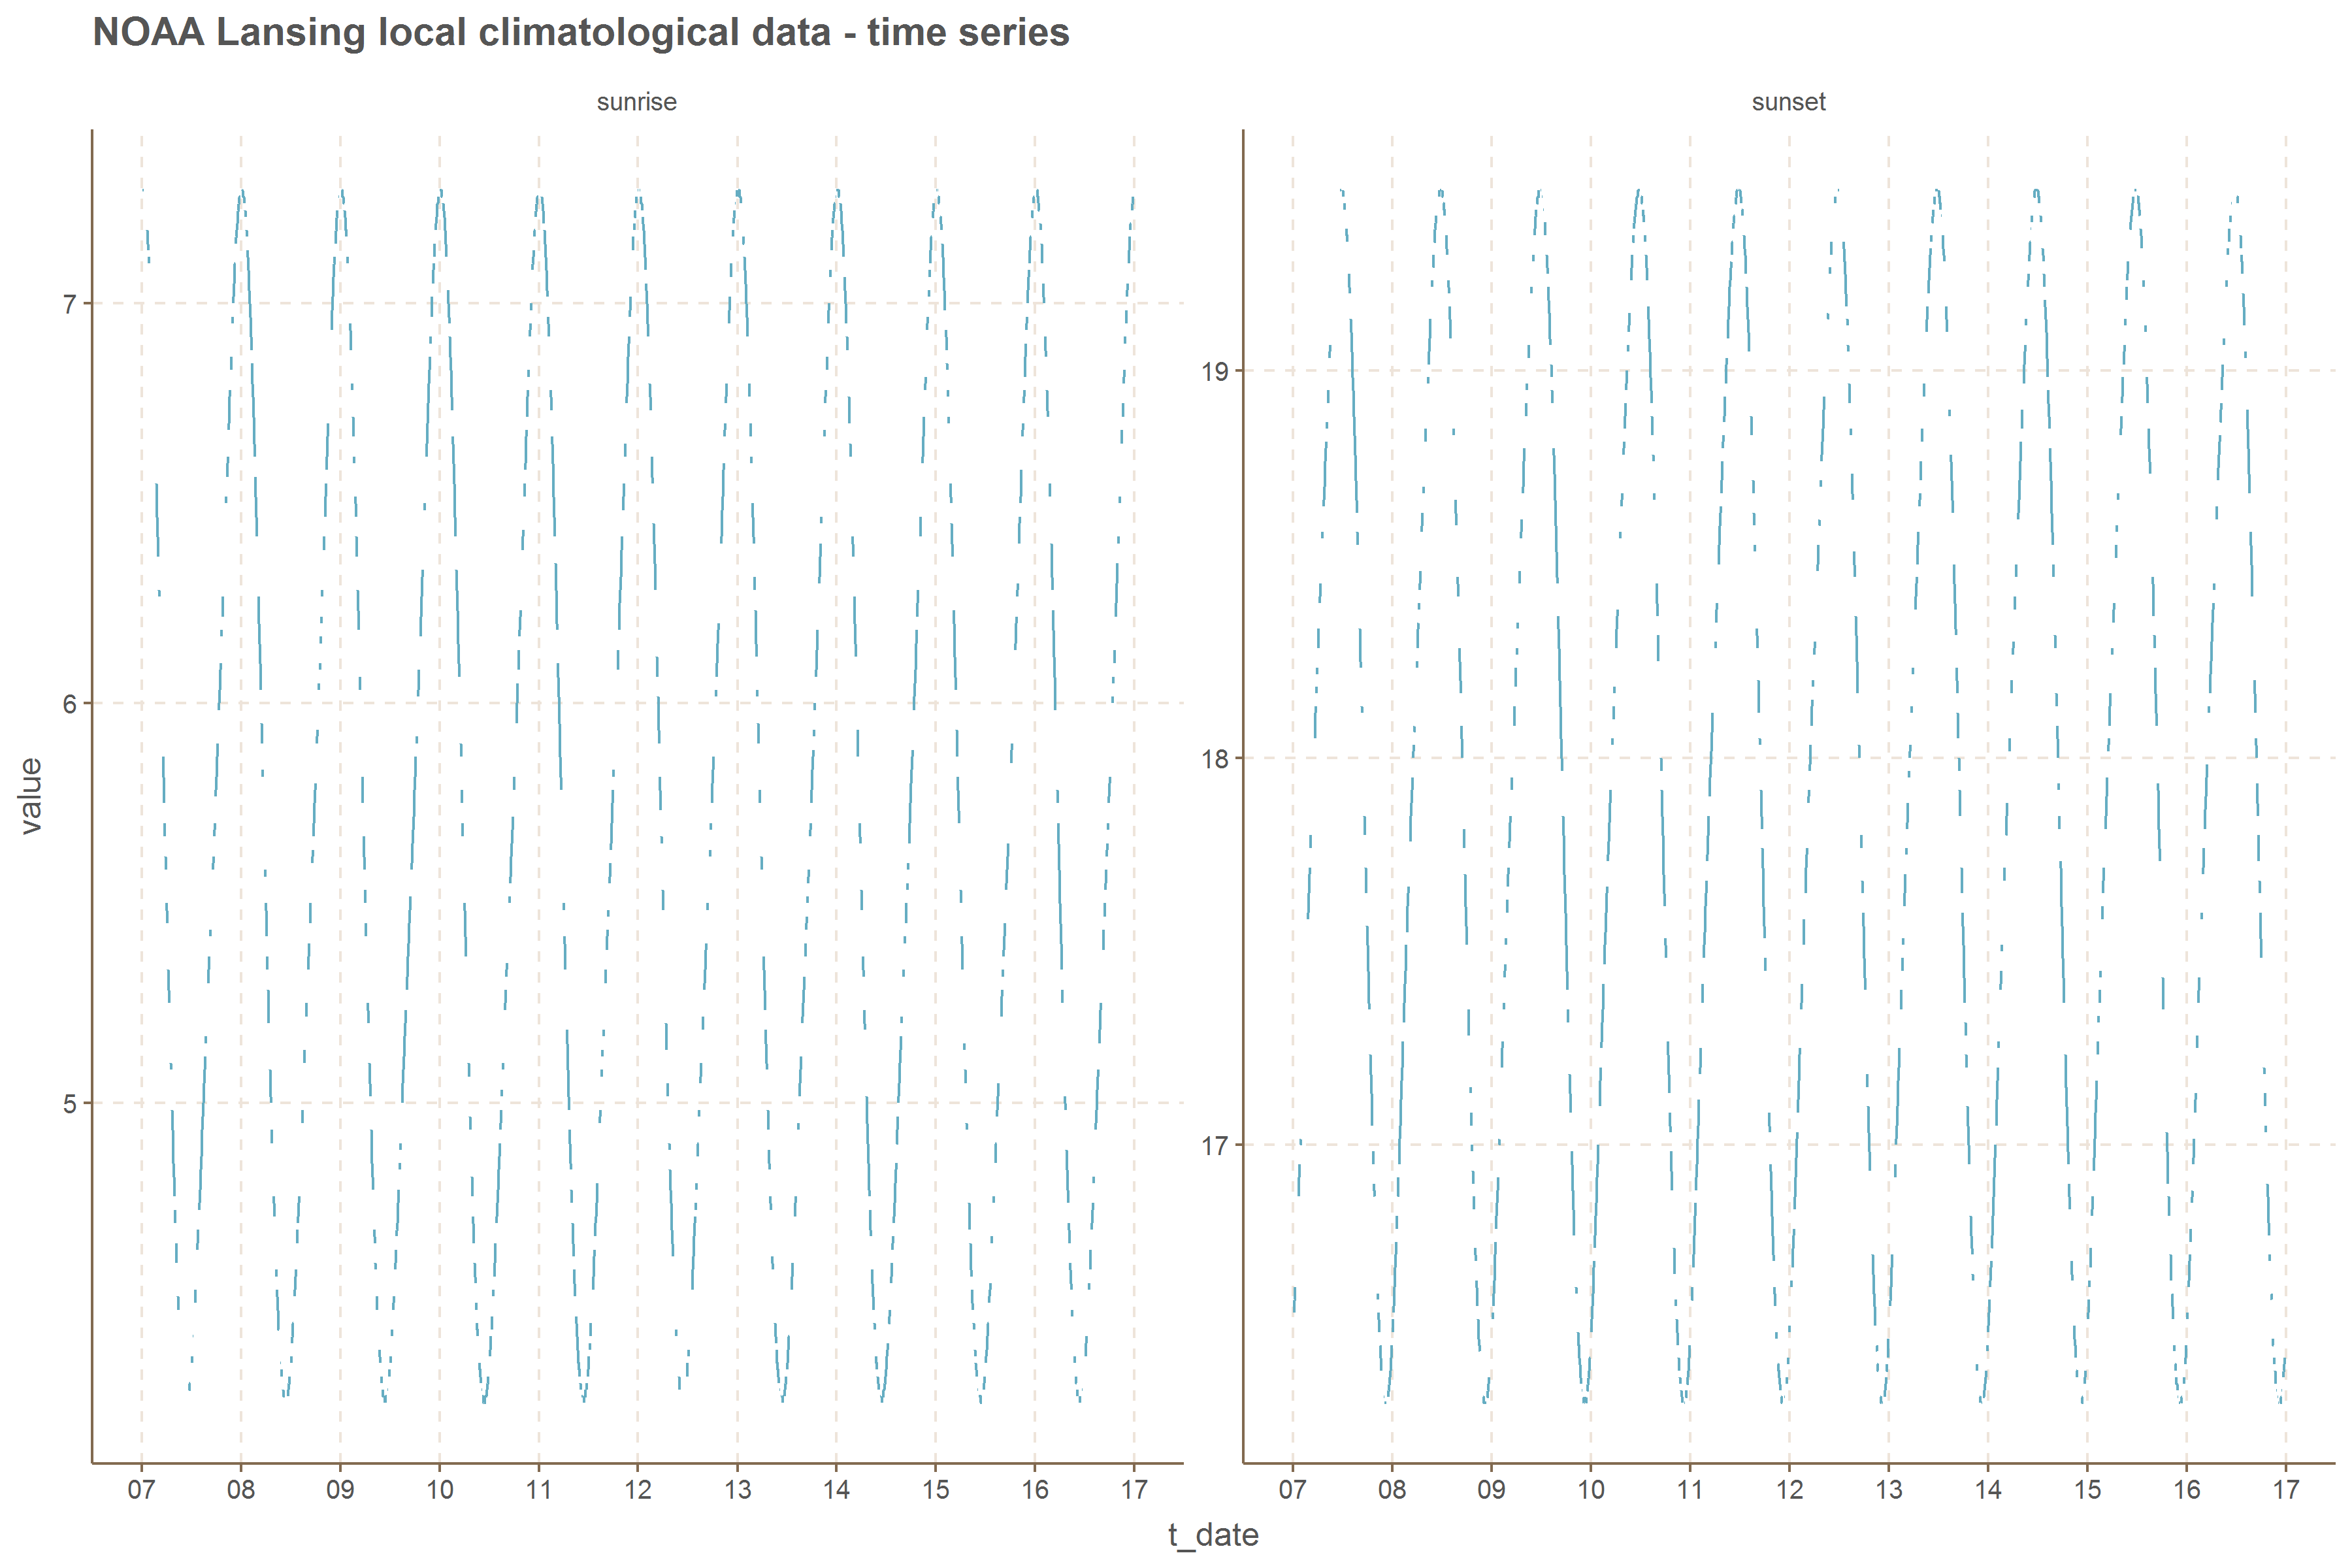 NOAA Lansing local climatological data - time series
sunrise
sunset
value
7
6
5
19
18
17
07 08 09 10 11 12 13 14 15 16 17
07 08 09 10 11 12 13 14 15 16 17
t_date